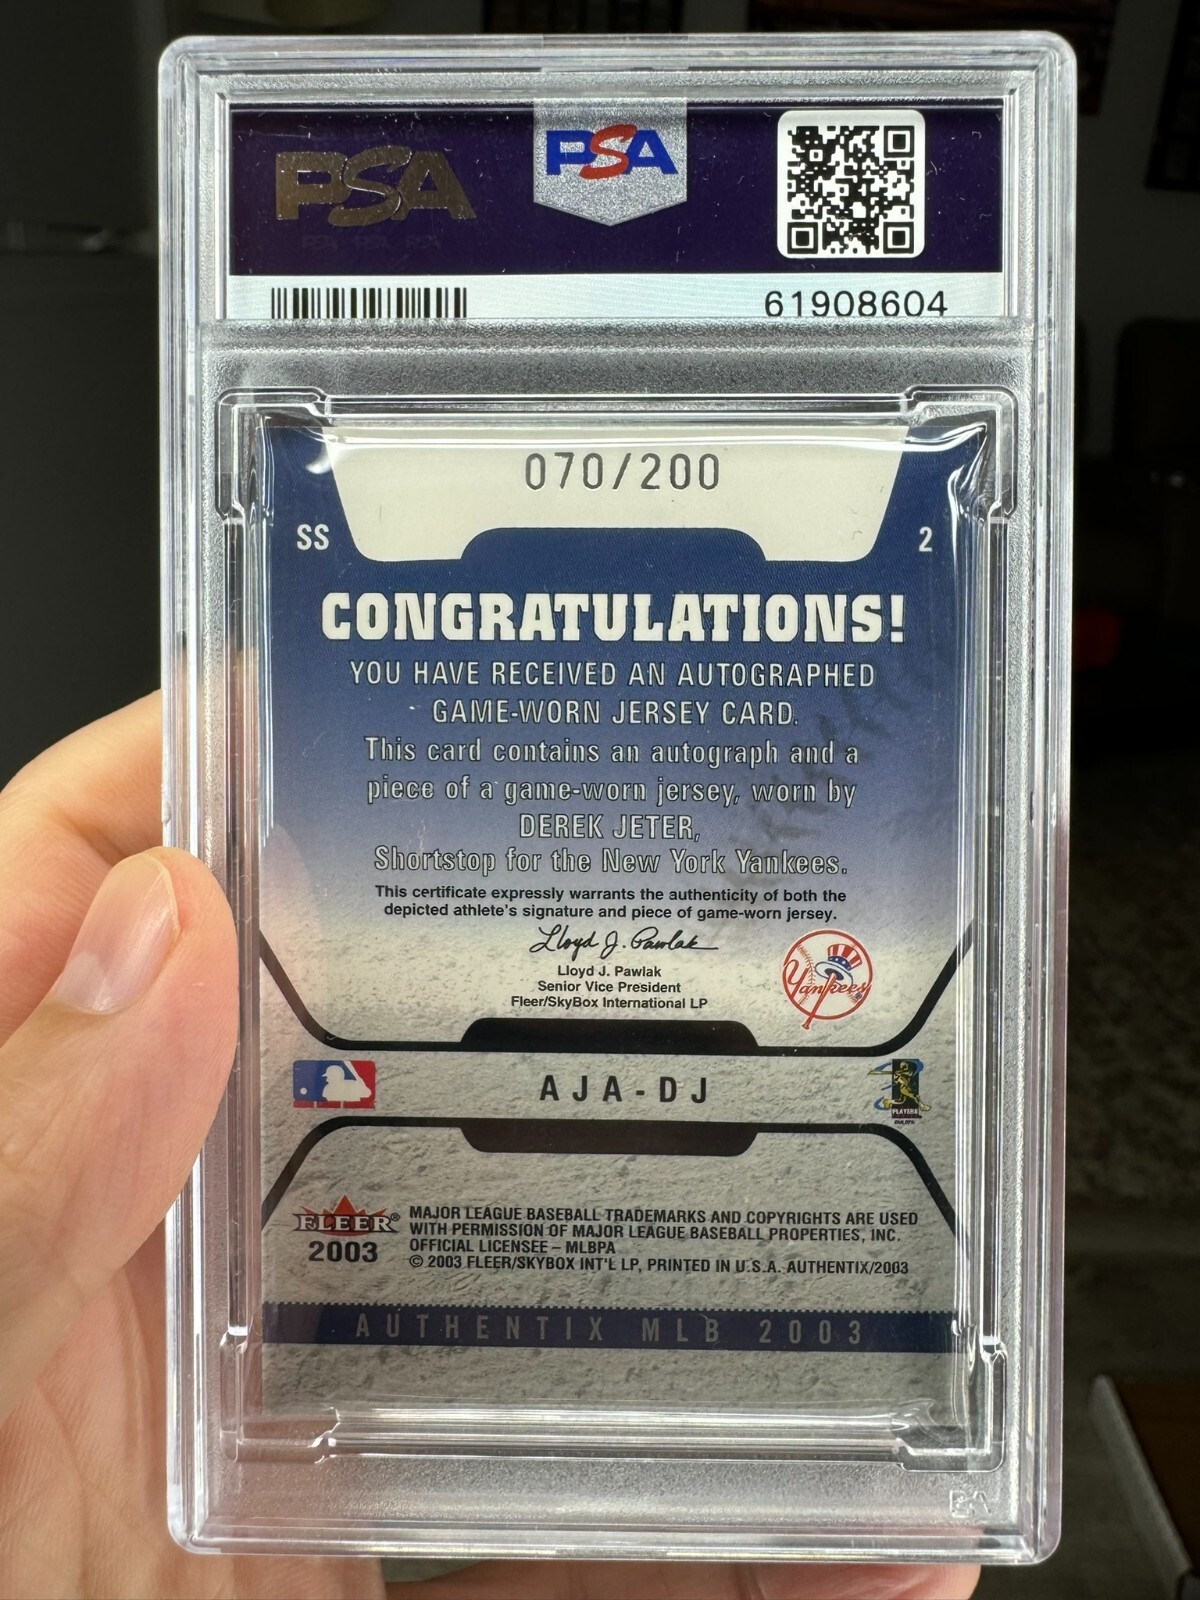 PSA
PSA
PSA PSA PSA
61908604
070/200
SS
2
CONGRATULATIONS!
YOU HAVE RECEIVED AN AUTOGRAPHED
GAME-WORN JERSEY CARD.
This card contains an autograph and a
piece of a game-worn jersey, worn by
DEREK JETER,
Shortstop for the New York Yankees.
This certificate expressly warrants the authenticity of both the
depicted athlete's signature and piece of game-worn jersey.
Lloyd J. Pawlak
Lloyd J. Pawlak
Senior Vice President
Fleer/SkyBox International LP
Yankees
AJA-DJ
PLAYERS
FLEER®
2003
MAJOR LEAGUE BASEBALL TRADEMARKS AND COPYRIGHTS ARE USED
WITH PERMISSION OF MAJOR LEAGUE BASEBALL PROPERTIES, INC.
OFFICIAL LICENSEE – MLBPA
© 2003 FLEER/SKYBOX INT'L LP, PRINTED IN U.S.A. AUTHENTIX/2003
AUTHENTIX MLB 2003